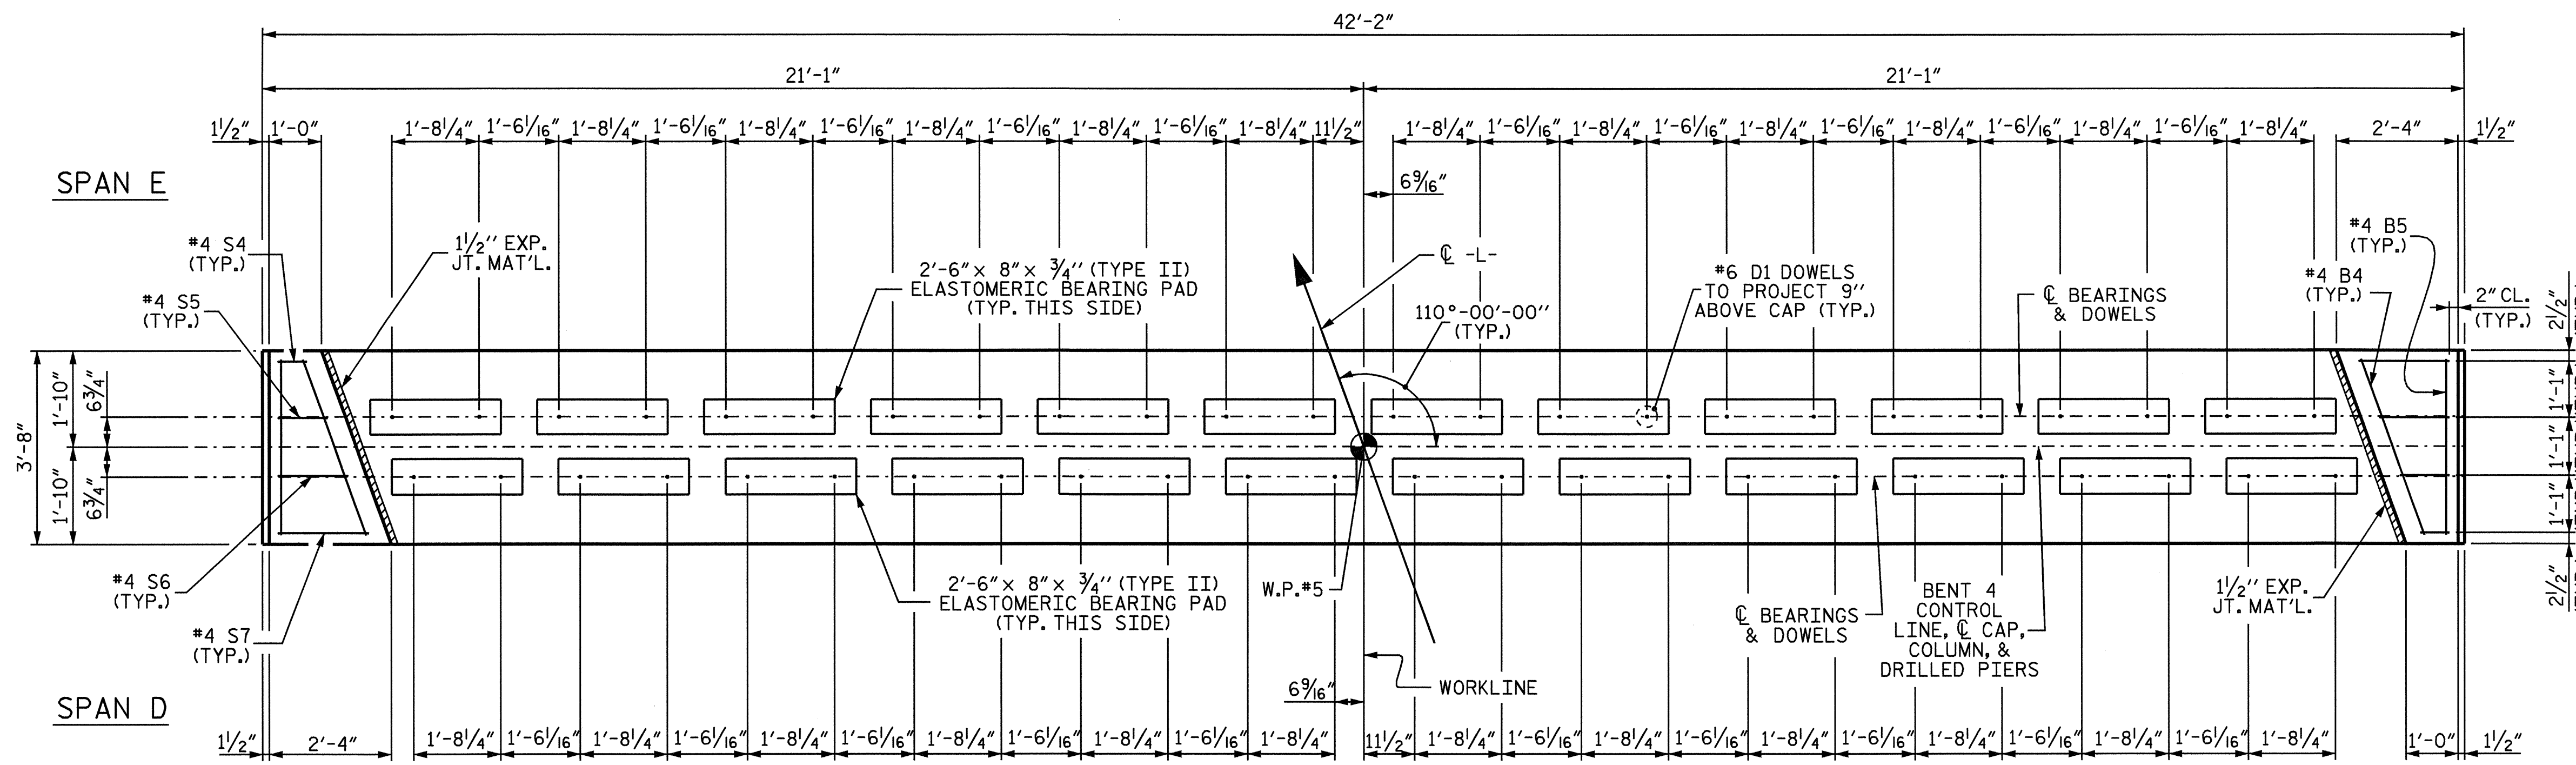 42'-2"
21'-1"
21'-1"
1½" 1'-0" 1'-8¼" 1'-6⅟₁₆" 1'-8¼" 1'-6⅟₁₆" 1'-8¼" 1'-6⅟₁₆" 1'-8¼" 1'-6⅟₁₆" 1'-8¼" 1'-6⅟₁₆" 1'-8¼" 11½" 1'-8¼" 1'-6⅟₁₆" 1'-8¼" 1'-6⅟₁₆" 1'-8¼" 1'-6⅟₁₆" 1'-8¼" 1'-6⅟₁₆" 1'-8¼" 1'-6⅟₁₆" 1'-8¼" 2'-4" 1½"
SPAN E
6⁹⁄₁₆"
#4 S4
(TYP.)
1½" EXP.
JT. MAT'L.
2'-6" x 8" x ¾" (TYPE II)
ELASTOMERIC BEARING PAD
(TYP. THIS SIDE)
℄ -L-
110°-00'-00"
(TYP.)
#6 D1 DOWELS
TO PROJECT 9"
ABOVE CAP (TYP.)
℄ BEARINGS
& DOWELS
#4 B5
(TYP.)
#4 B4
(TYP.)
2" CL.
(TYP.)
#4 S5
(TYP.)
3'-8"
1'-10"
1'-10"
6¾"
6¾"
2½"
1'-1"
1'-1"
1'-1"
2½"
#4 S6
(TYP.)
#4 S7
(TYP.)
2'-6" x 8" x ¾" (TYPE II)
ELASTOMERIC BEARING PAD
(TYP. THIS SIDE)
W.P.#5
℄ BEARINGS
& DOWELS
BENT 4
CONTROL
LINE, ℄ CAP,
COLUMN, &
DRILLED PIERS
1½" EXP.
JT. MAT'L.
WORKLINE
6⁹⁄₁₆"
SPAN D
1½" 2'-4" 1'-8¼" 1'-6⅟₁₆" 1'-8¼" 1'-6⅟₁₆" 1'-8¼" 1'-6⅟₁₆" 1'-8¼" 1'-6⅟₁₆" 1'-8¼" 1'-6⅟₁₆" 1'-8¼" 11½" 1'-8¼" 1'-6⅟₁₆" 1'-8¼" 1'-6⅟₁₆" 1'-8¼" 1'-6⅟₁₆" 1'-8¼" 1'-6⅟₁₆" 1'-8¼" 1'-6⅟₁₆" 1'-8¼" 1'-0" 1½"